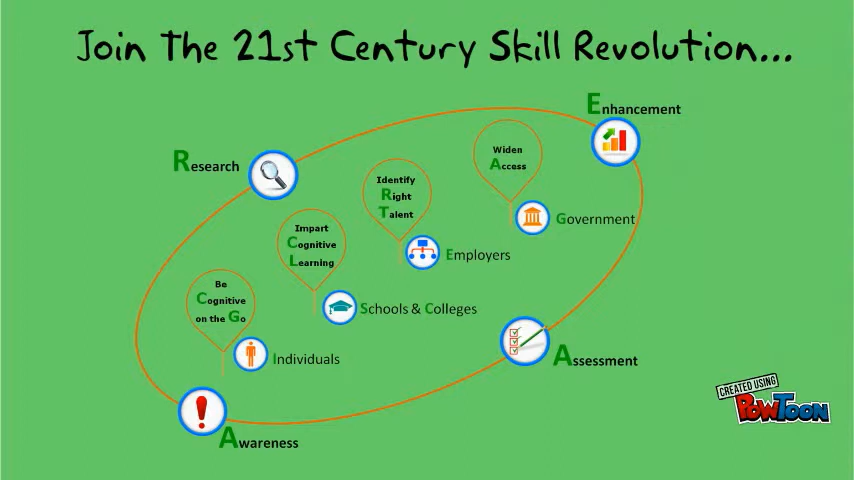 Join The 21st Century Skill Revolution...
Enhancement
Research
Widen
Access
Identify
Right
Talent
Government
Impart
Cognitive
Learning
Employers
Be
Cognitive
on the Go
Schools & Colleges
Individuals
Assessment
Awareness
CREATED USING
POWTOON